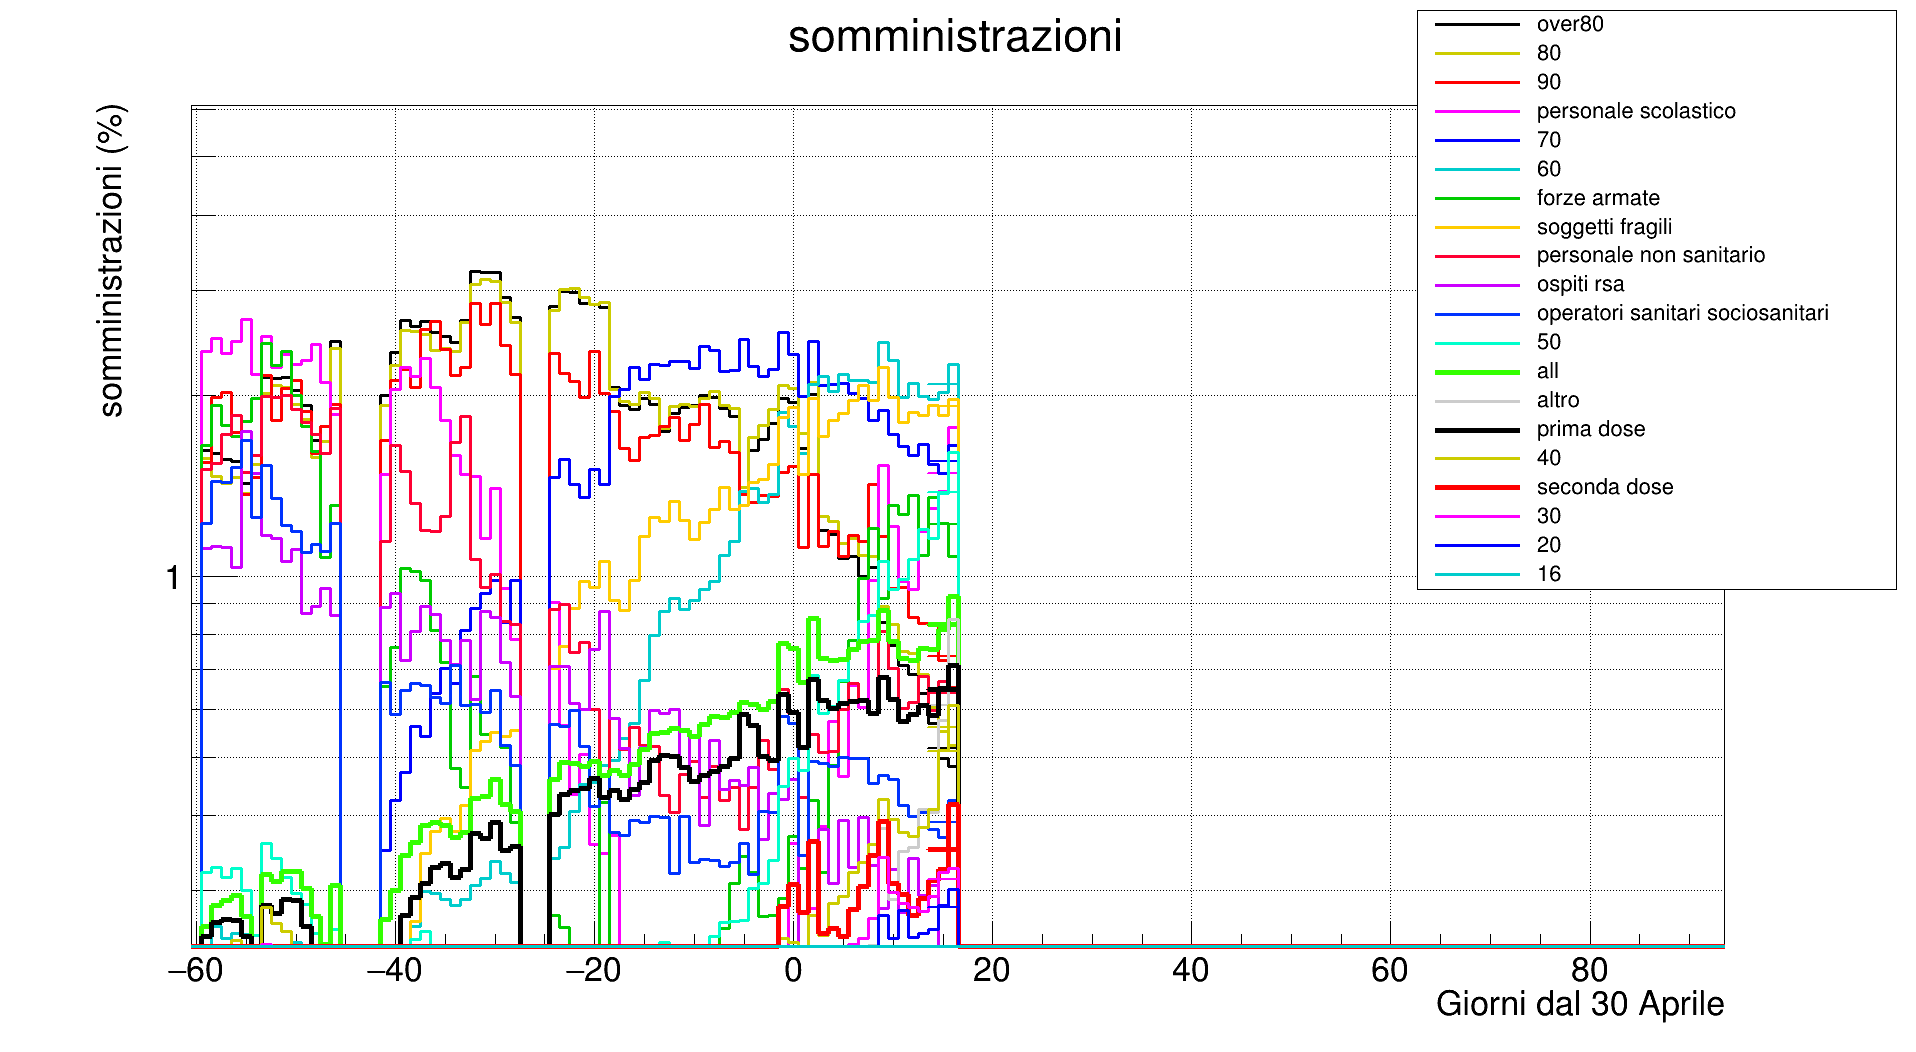 somministrazioni
somministrazioni (%)
1
−60 −40 −20 0 20 40 60 80
Giorni dal 30 Aprile
over80
80
90
personale scolastico
70
60
forze armate
soggetti fragili
personale non sanitario
ospiti rsa
operatori sanitari sociosanitari
50
all
altro
prima dose
40
seconda dose
30
20
16